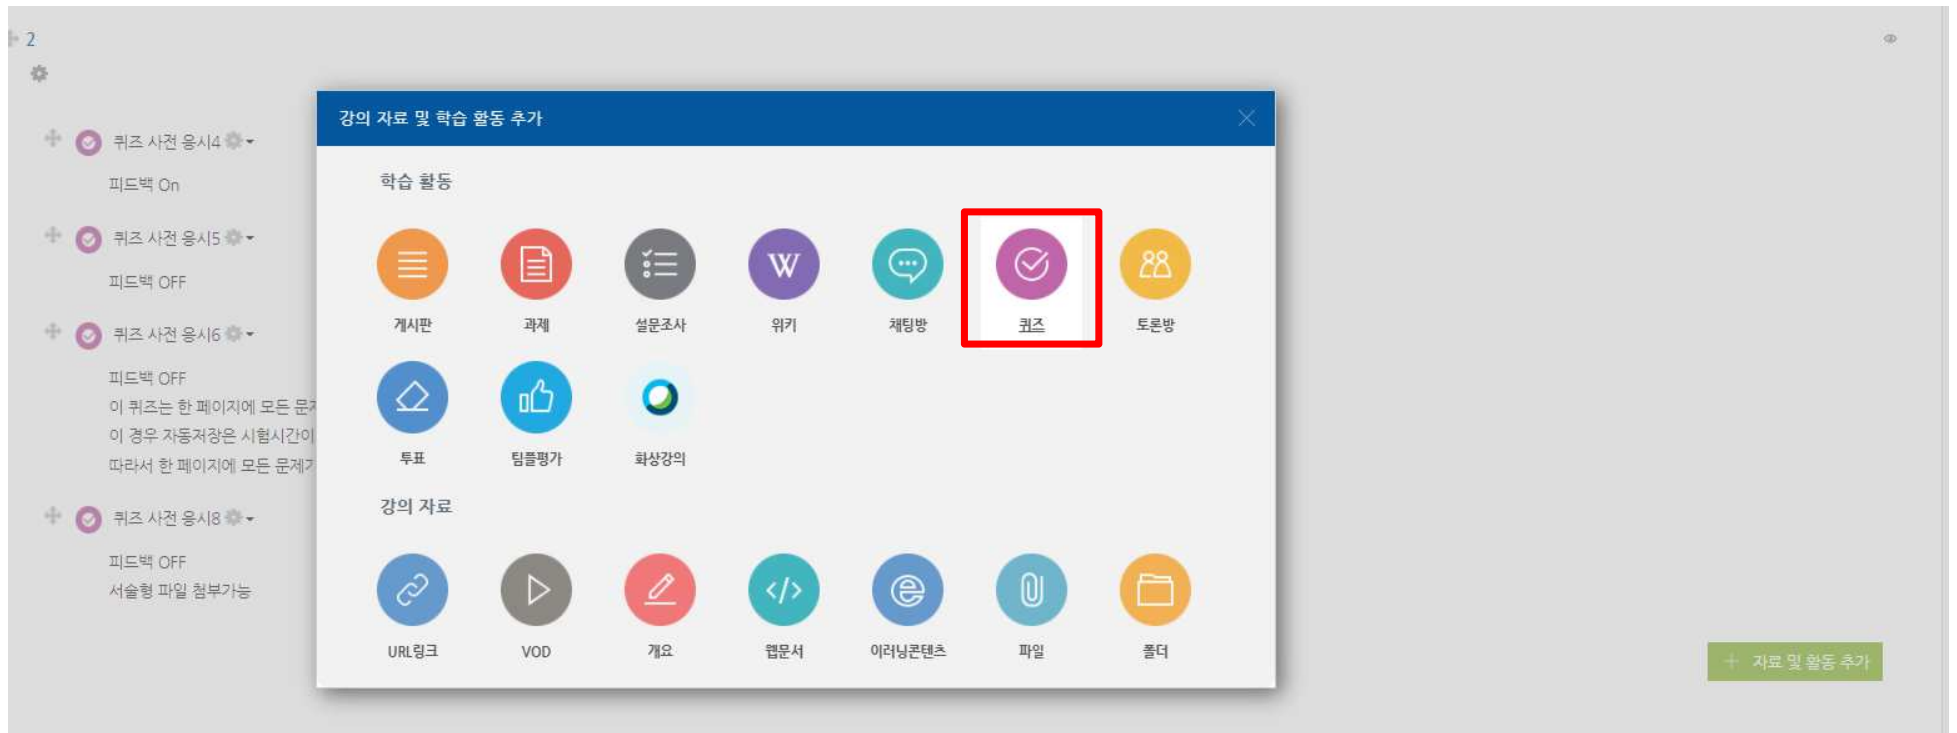 2
강의 자료 및 학습 활동 추가
퀴즈 사전 응시4
피드백 On
퀴즈 사전 응시5
피드백 OFF
퀴즈 사전 응시6
피드백 OFF
이 퀴즈는 한 페이지에 모든
이 경우 자동저장은 시험시간이
따라서 한 페이지에 모든
퀴즈 사전 응시8
피드백 OFF
서술형 파일 첨부가능
학습 활동
게시판 과제 설문조사 위키 채팅방 퀴즈 토론방
투표 팀플평가 화상강의
강의 자료
URL링크 VOD 개요 웹문서 이러닝콘텐츠 파일 폴더
자료 및 활동 추가